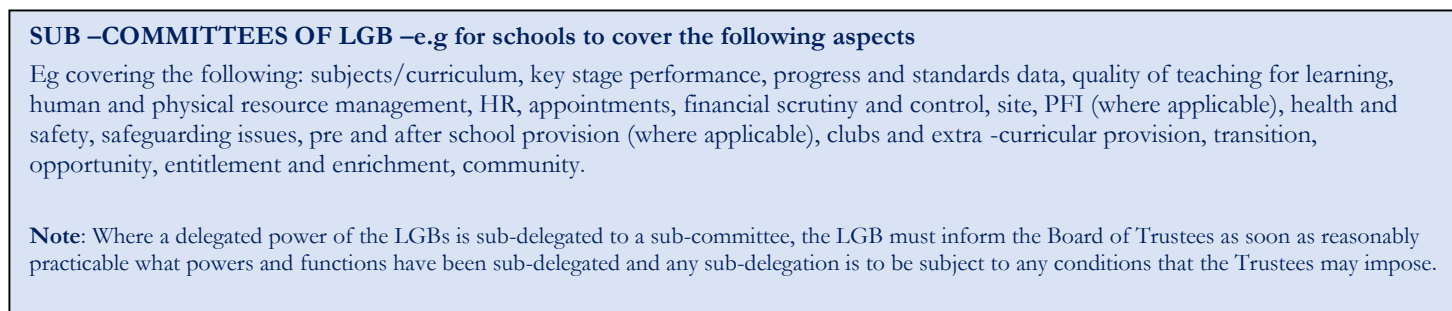 SUB –COMMITTEES OF LGB –e.g for schools to cover the following aspects
Eg covering the following: subjects/curriculum, key stage performance, progress and standards data, quality of teaching for learning,
human and physical resource management, HR, appointments, financial scrutiny and control, site, PFI (where applicable), health and
safety, safeguarding issues, pre and after school provision (where applicable), clubs and extra -curricular provision, transition,
opportunity, entitlement and enrichment, community.
Note: Where a delegated power of the LGBs is sub-delegated to a sub-committee, the LGB must inform the Board of Trustees as soon as reasonably
practicable what powers and functions have been sub-delegated and any sub-delegation is to be subject to any conditions that the Trustees may impose.